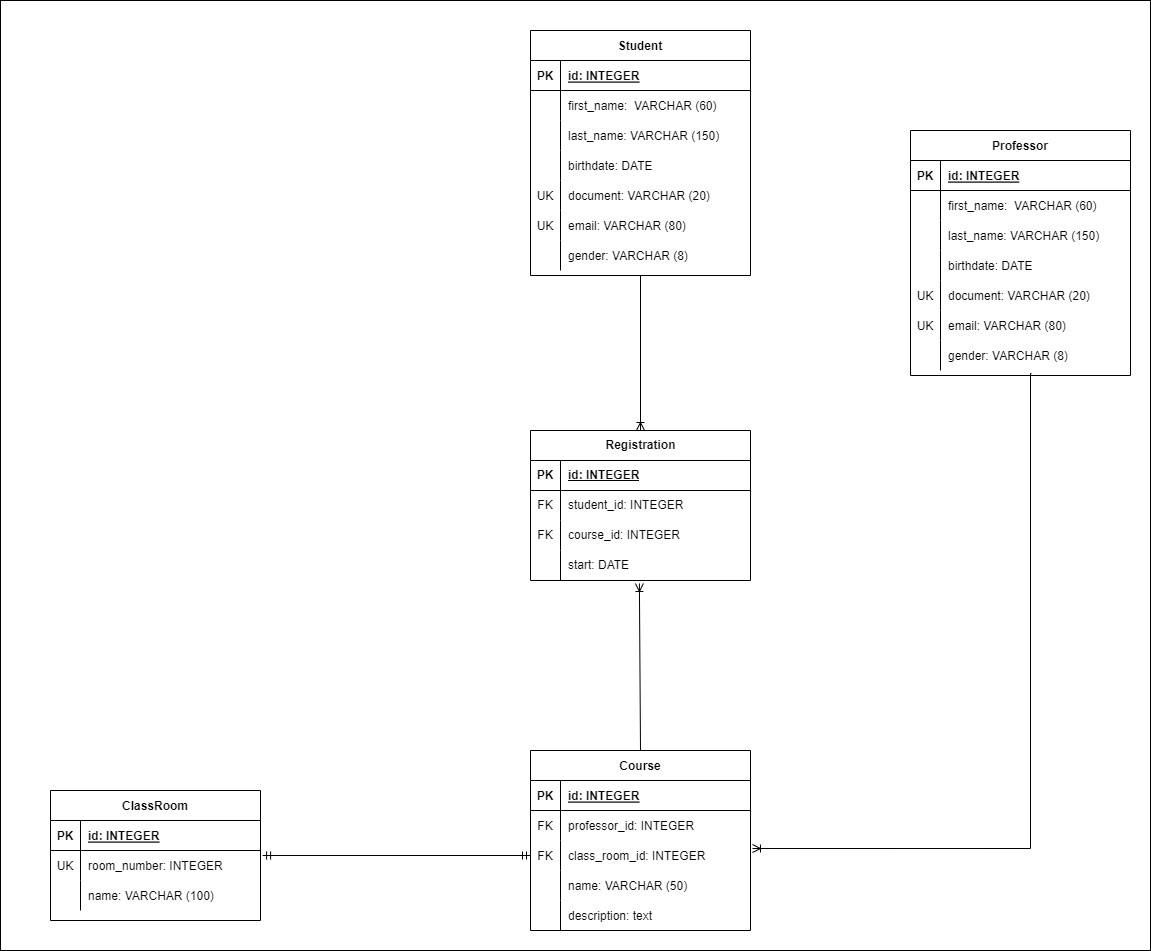 Student
PK id: INTEGER
first_name: VARCHAR (60)
last_name: VARCHAR (150)
birthdate: DATE
UK document: VARCHAR (20)
UK email: VARCHAR (80)
gender: VARCHAR (8)
Professor
PK id: INTEGER
first_name: VARCHAR (60)
last_name: VARCHAR (150)
birthdate: DATE
UK document: VARCHAR (20)
UK email: VARCHAR (80)
gender: VARCHAR (8)
Registration
PK id: INTEGER
FK student_id: INTEGER
FK course_id: INTEGER
start: DATE
Course
PK id: INTEGER
FK professor_id: INTEGER
FK class_room_id: INTEGER
name: VARCHAR (50)
description: text
ClassRoom
PK id: INTEGER
UK room_number: INTEGER
name: VARCHAR (100)